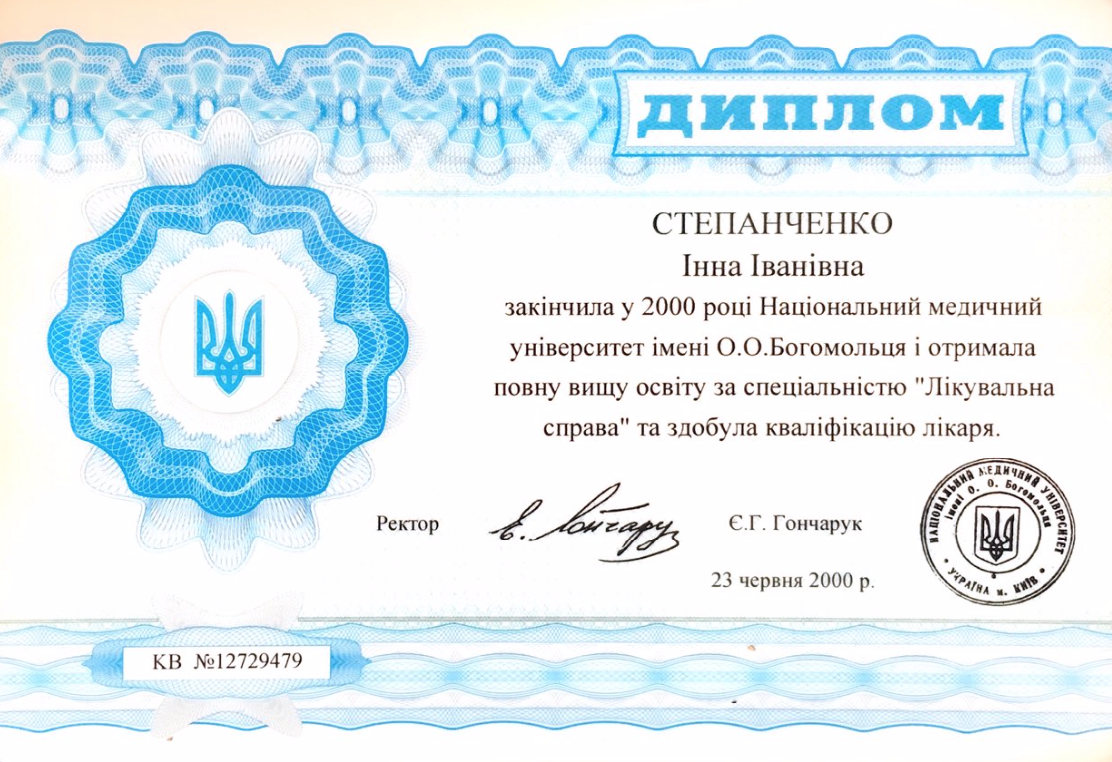 ДИПЛОМ
СТЕПАНЧЕНКО
Інна Іванівна
закінчила у 2000 році Національний медичний
університет імені О.О.Богомольця і отримала
повну вищу освіту за спеціальністю "Лікувальна
справа" та здобула кваліфікацію лікаря.
Ректор
Е. Гончарук
Є.Г. Гончарук
23 червня 2000 р.
НАЦІОНАЛЬНИЙ МЕДИЧНИЙ УНІВЕРСИТЕТ
імені О. О. Богомольця
УКРАЇНА м. КИЇВ
КВ №12729479